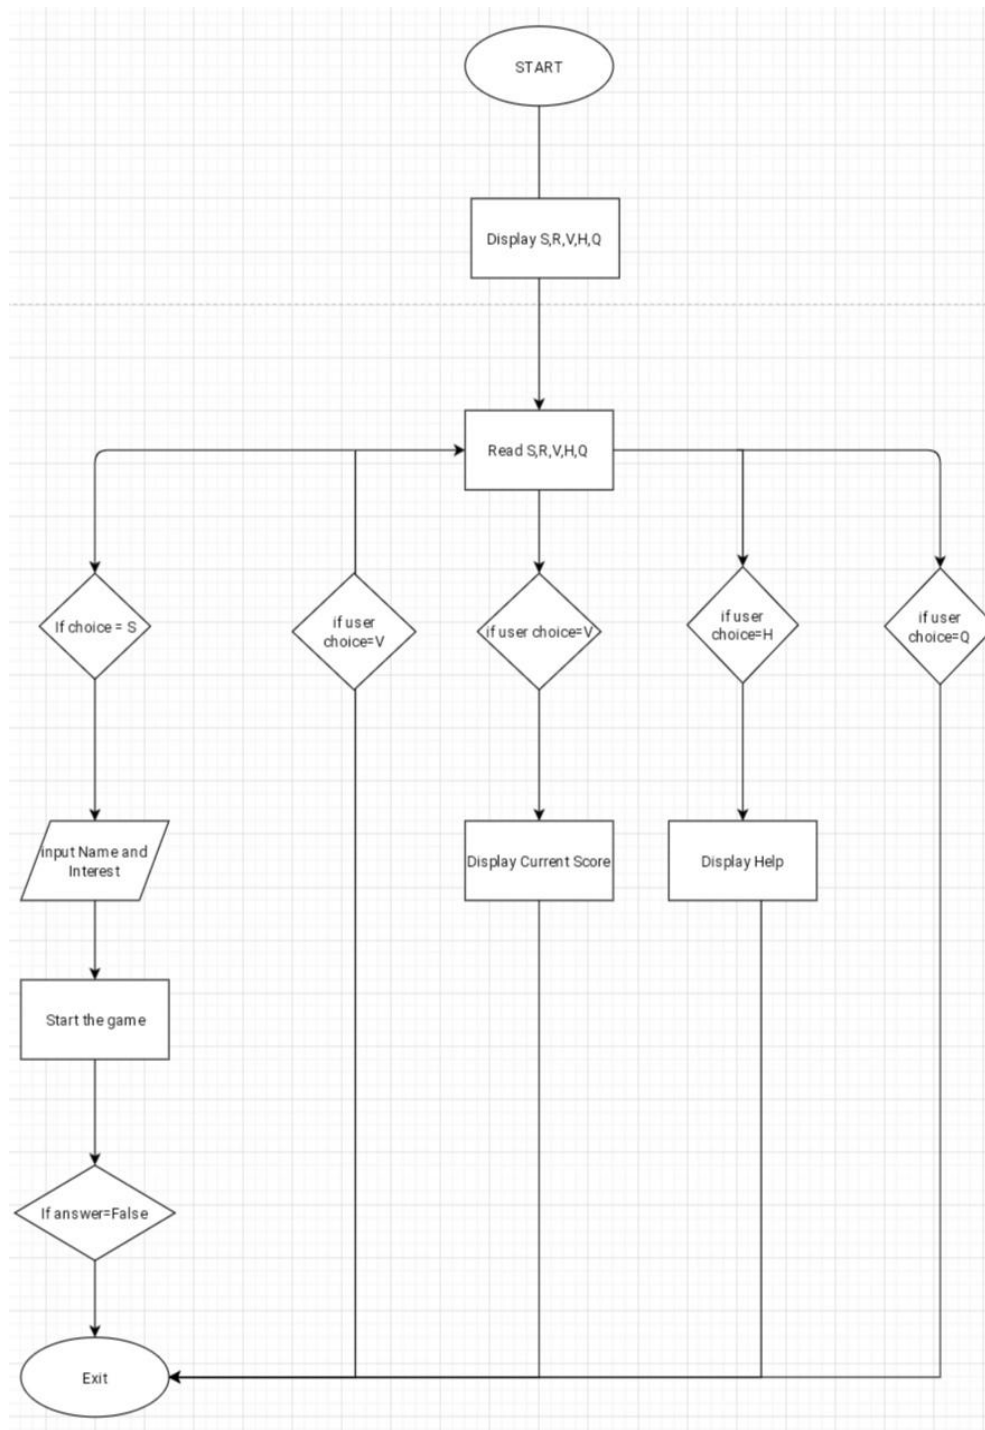 START
Display S,R,V,H,Q
Read S,R,V,H,Q
If choice = S
if user
choice=V
if user choice=V
if user
choice=H
if user
choice=Q
input Name and
Interest
Display Current Score
Display Help
Start the game
If answer=False
Exit